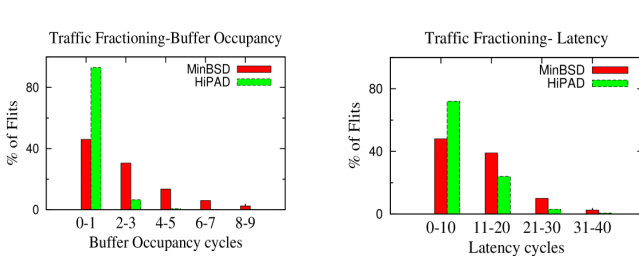 Traffic Fractioning-Buffer Occupancy
MinBSD
HiPAD
80
40
0
% of Flits
0-1 2-3 4-5 6-7 8-9
Buffer Occupancy cycles
Traffic Fractioning- Latency
MinBSD
HiPAD
80
40
0
% of Flits
0-10 11-20 21-30 31-40
Latency cycles